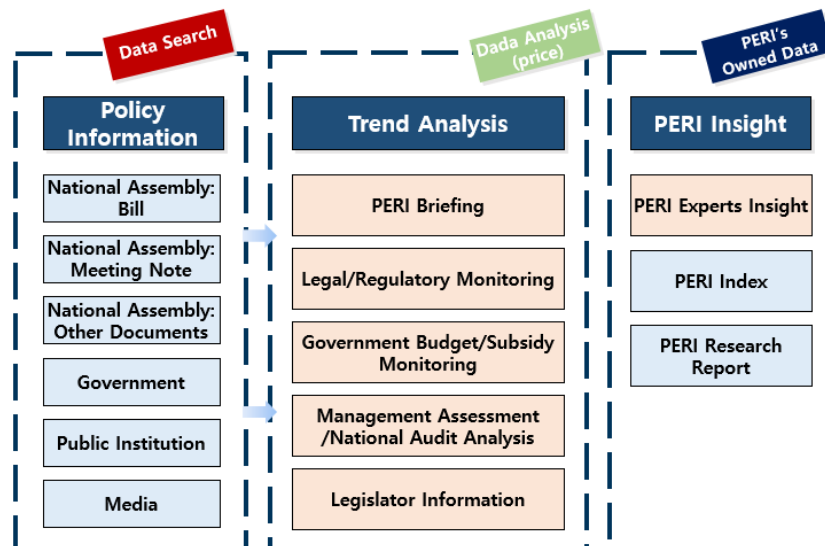 Data Search
Policy
Information
National Assembly:
Bill
National Assembly:
Meeting Note
National Assembly:
Other Documents
Government
Public Institution
Media
Dada Analysis
(price)
Trend Analysis
PERI Briefing
Legal/Regulatory Monitoring
Government Budget/Subsidy
Monitoring
Management Assessment
/National Audit Analysis
Legislator Information
PERI's
Owned Data
PERI Insight
PERI Experts Insight
PERI Index
PERI Research
Report